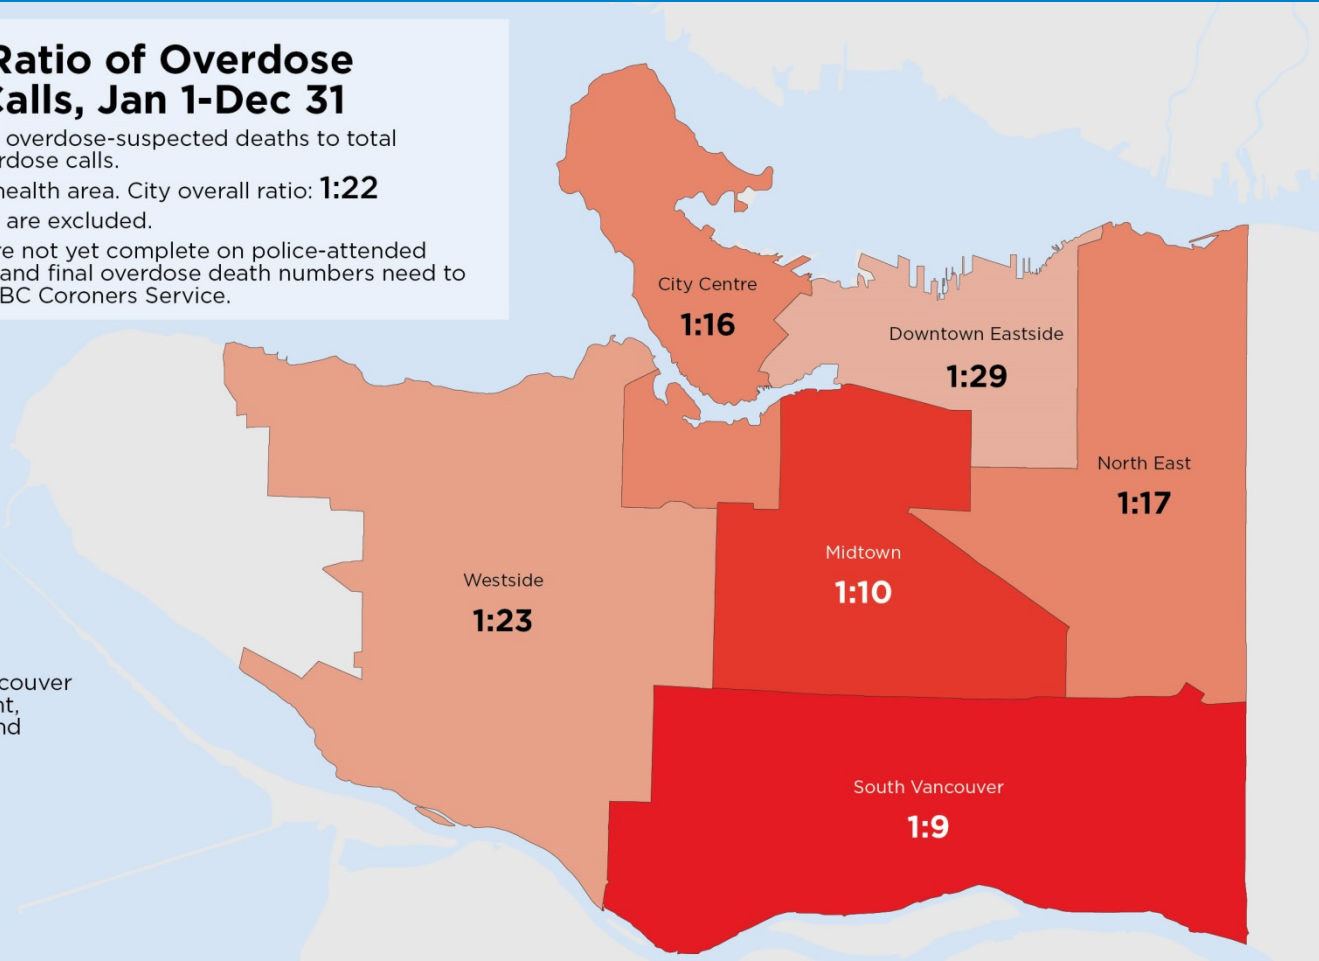 Ratio of Overdose
Calls, Jan 1-Dec 31
overdose-suspected deaths to total
rdose calls.
health area. City overall ratio: 1:22
are excluded.
re not yet complete on police-attended
and final overdose death numbers need to
BC Coroners Service.
City Centre
1:16
Downtown Eastside
1:29
North East
1:17
Midtown
1:10
Westside
1:23
South Vancouver
1:9
couver
nt,
nd